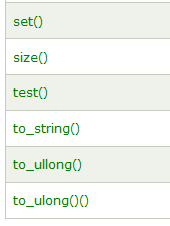 set()
size()
test()
to_string()
to_ullong()
to_ulong()()